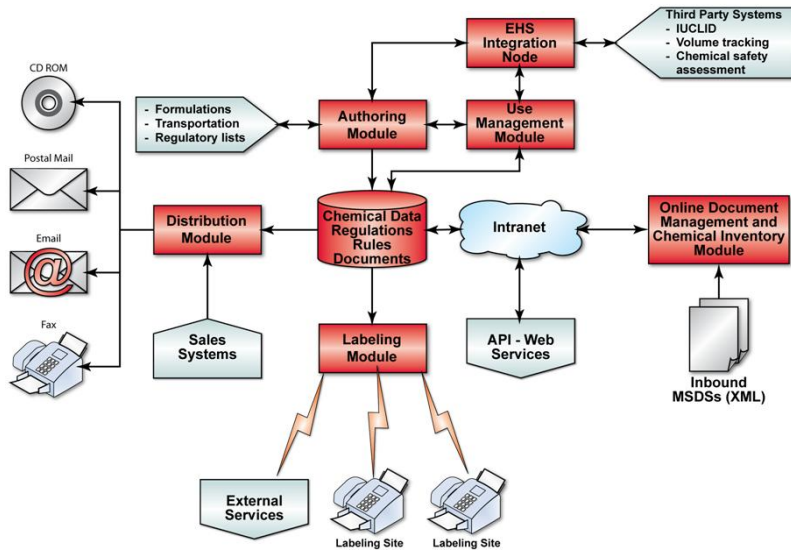 EHS
Integration
Node
Third Party Systems
- IUCLID
- Volume tracking
- Chemical safety
assessment
CD ROM
- Formulations
- Transportation
- Regulatory lists
Authoring
Module
Use
Management
Module
Postal Mail
Distribution
Module
Chemical Data
Regulations
Rules
Documents
Intranet
Online Document
Management and
Chemical Inventory
Module
Email
@
Fax
Sales
Systems
Labeling
Module
API - Web
Services
Inbound
MSDSs (XML)
External
Services
Labeling Site
Labeling Site